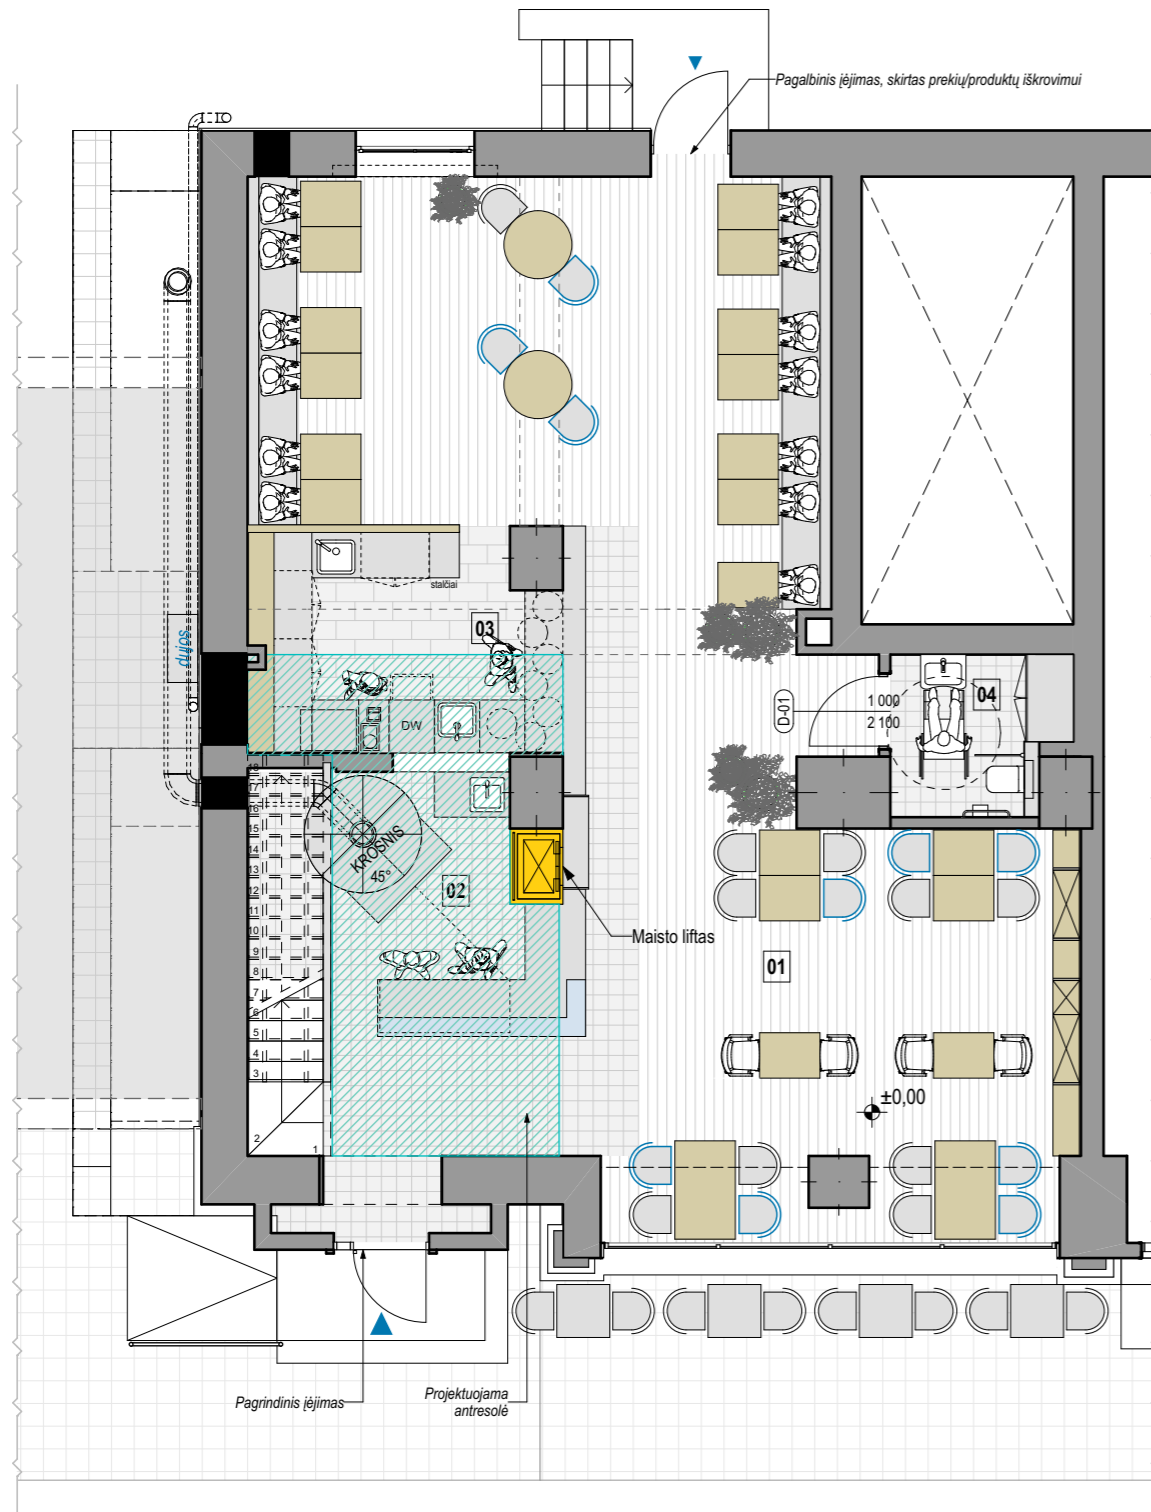 Pagalbinis įėjimas, skirtas prekių/produktų iškrovimui
stalčiai
03
dujos
DW
D-01
1 000
2 100
04
18
17
16
15
14
13
12
11
10
9
8
7
6
5
4
3
2
1
KROSNIS
45°
02
Maisto liftas
01
±0,00
Pagrindinis įėjimas
Projektuojama
antresolė